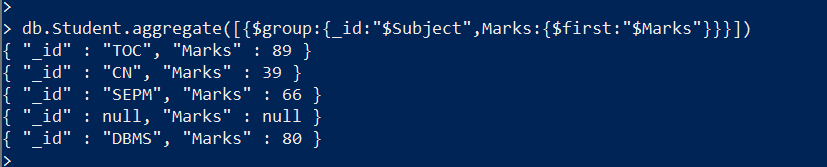 >
> db.Student.aggregate([{$group:{_id:"$Subject",Marks:{$first:"$Marks"}}}])
{ "_id" : "TOC", "Marks" : 89 }
{ "_id" : "CN", "Marks" : 39 }
{ "_id" : "SEPM", "Marks" : 66 }
{ "_id" : null, "Marks" : null }
{ "_id" : "DBMS", "Marks" : 80 }
>